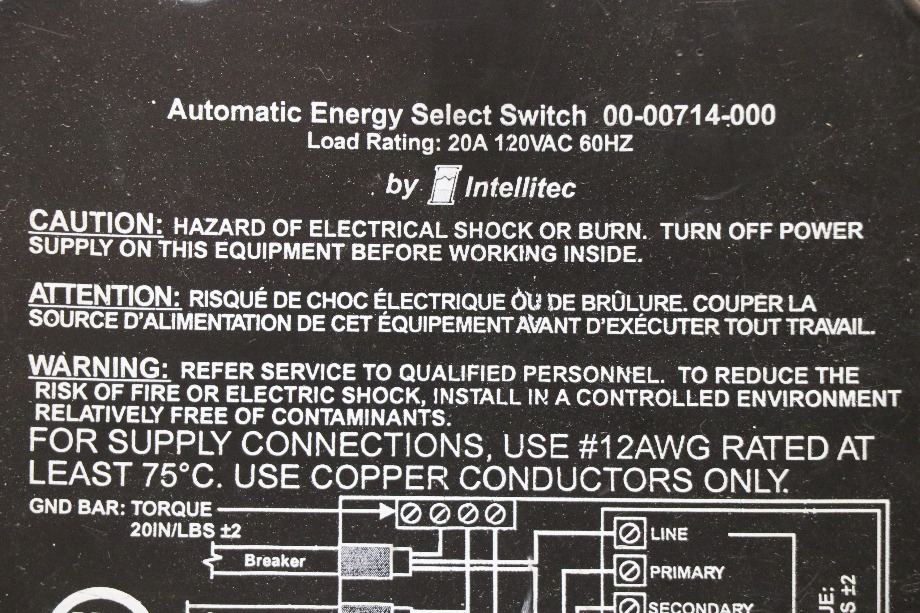 Automatic Energy Select Switch 00-00714-000
Load Rating: 20A 120VAC 60HZ
by Intellitec
CAUTION: HAZARD OF ELECTRICAL SHOCK OR BURN. TURN OFF POWER
SUPPLY ON THIS EQUIPMENT BEFORE WORKING INSIDE.
ATTENTION: RISQUÉ DE CHOC ÉLECTRIQUE OÙ DE BRÛLURE. COUPER LA
SOURCE D'ALIMENTATION DE CET ÉQUIPEMENT AVANT D'EXÉCUTER TOUT TRAVAIL.
WARNING: REFER SERVICE TO QUALIFIED PERSONNEL. TO REDUCE THE
RISK OF FIRE OR ELECTRIC SHOCK, INSTALL IN A CONTROLLED ENVIRONMENT
RELATIVELY FREE OF CONTAMINANTS.
FOR SUPPLY CONNECTIONS, USE #12AWG RATED AT
LEAST 75°C. USE COPPER CONDUCTORS ONLY.
GND BAR: TORQUE
20IN/LBS ±2
LINE
Breaker
PRIMARY
SECONDARY